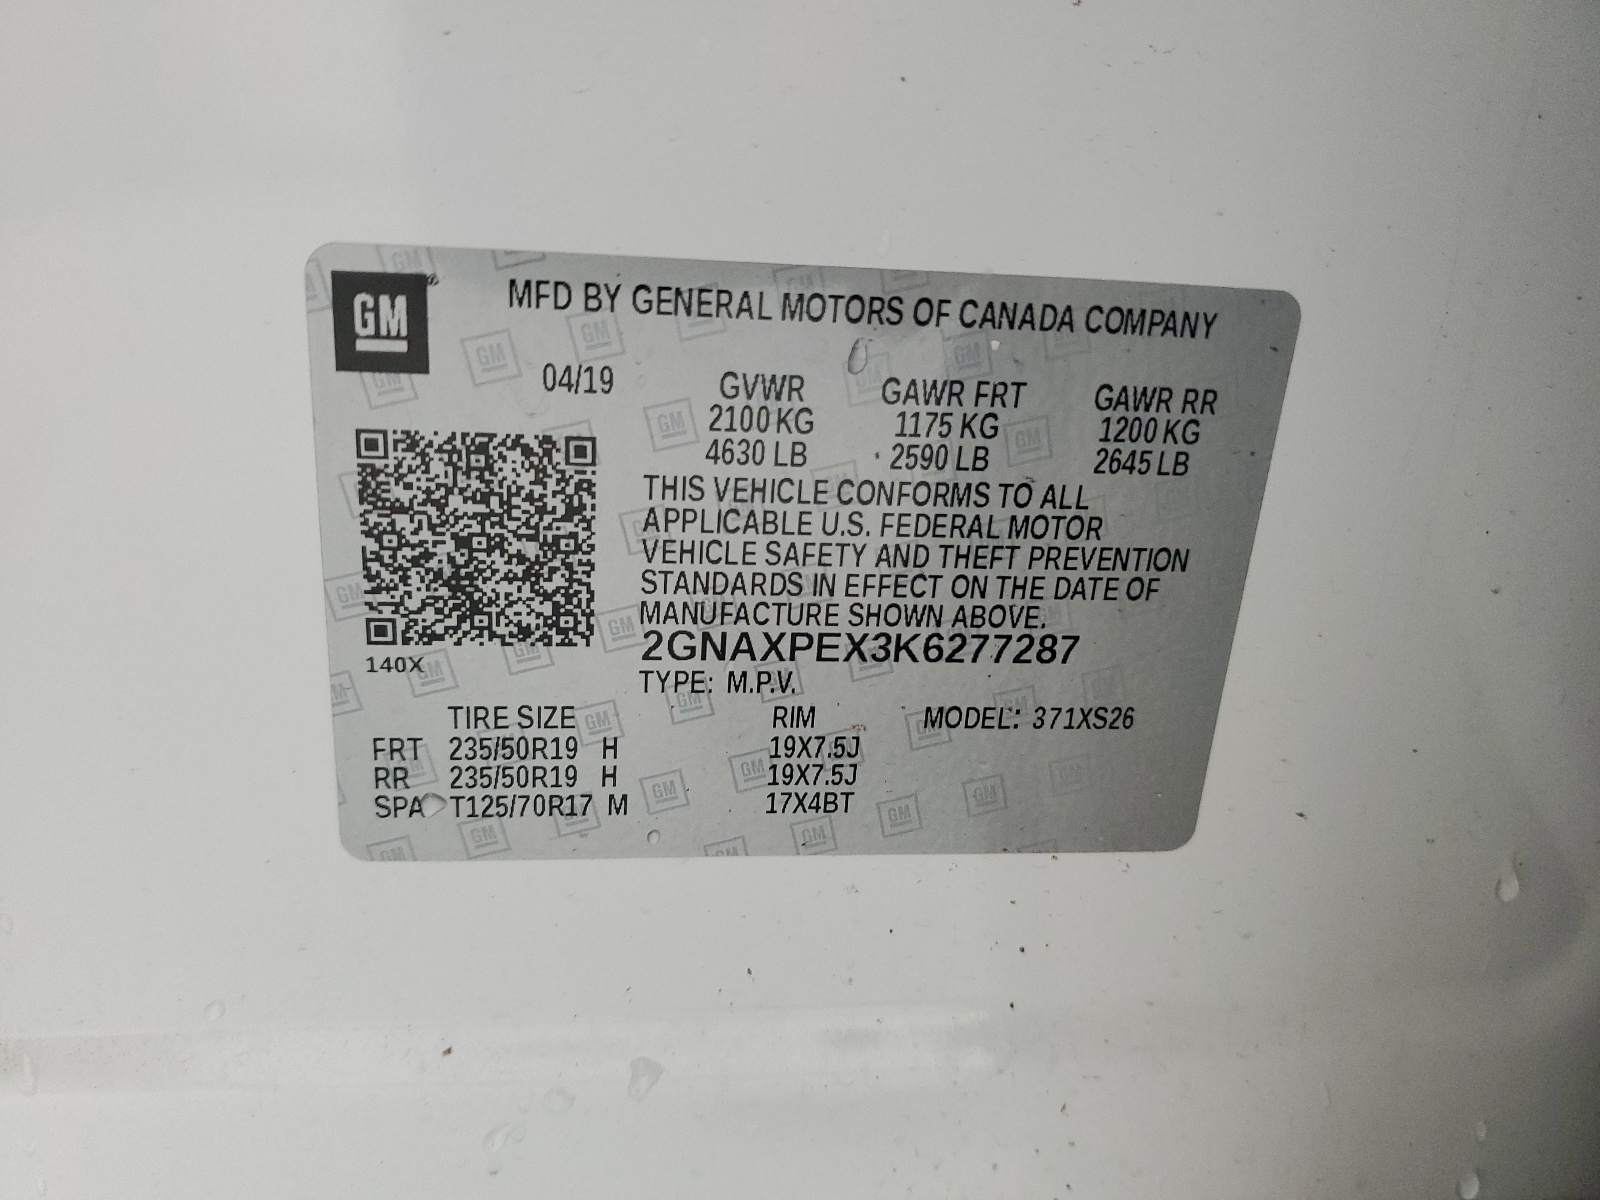 GM
MFD BY GENERAL MOTORS OF CANADA COMPANY
04/19 GVWR GAWR FRT GAWR RR
2100 KG 1175 KG 1200 KG
4630 LB 2590 LB 2645 LB
THIS VEHICLE CONFORMS TO ALL
APPLICABLE U.S. FEDERAL MOTOR
VEHICLE SAFETY AND THEFT PREVENTION
STANDARDS IN EFFECT ON THE DATE OF
MANUFACTURE SHOWN ABOVE.
2GNAXPEX3K6277287
140X
TYPE: M.P.V.
TIRE SIZE RIM MODEL: 371XS26
FRT 235/50R19 H 19X7.5J
RR 235/50R19 H 19X7.5J
SPA T125/70R17 M 17X4BT